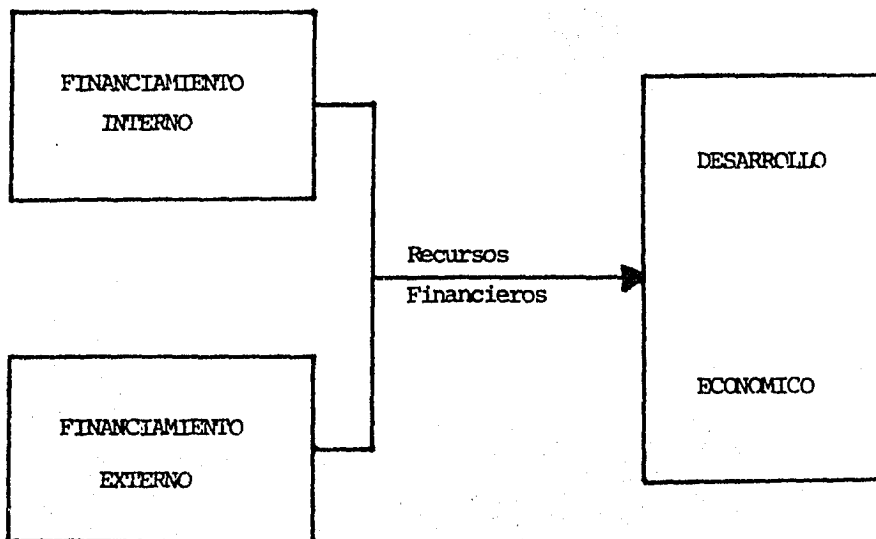 FINANCIAMIENTO
INTERNO
DESARROLLO
Recursos
Financieros
ECONOMICO
FINANCIAMIENTO
EXTERNO